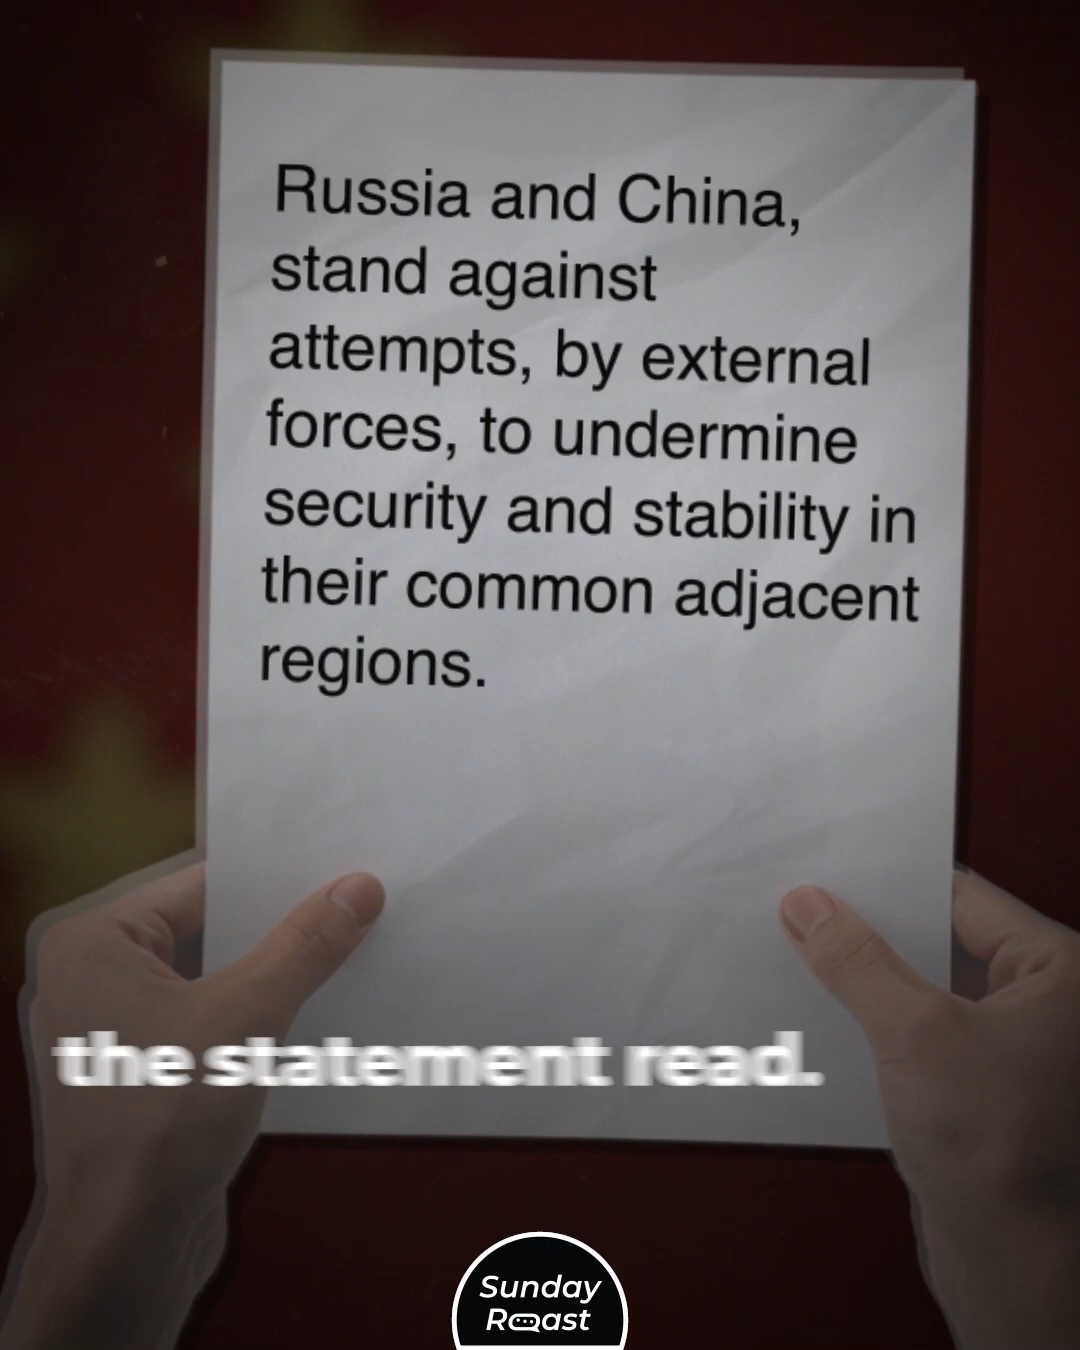 Russia and China,
stand against
attempts, by external
forces, to undermine
security and stability in
their common adjacent
regions.
the statement read.
Sunday
Roast